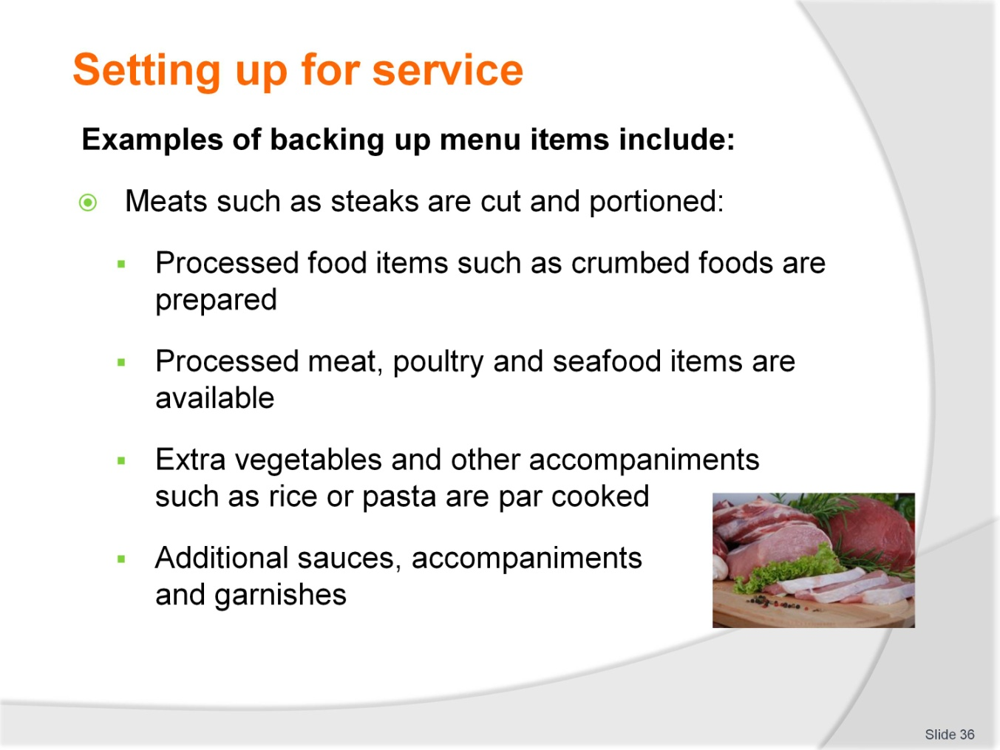 Setting up for service
Examples of backing up menu items include:
Meats such as steaks are cut and portioned:
Processed food items such as crumbed foods are
prepared
Processed meat, poultry and seafood items are
available
Extra vegetables and other accompaniments
such as rice or pasta are par cooked
Additional sauces, accompaniments
and garnishes
Slide 36